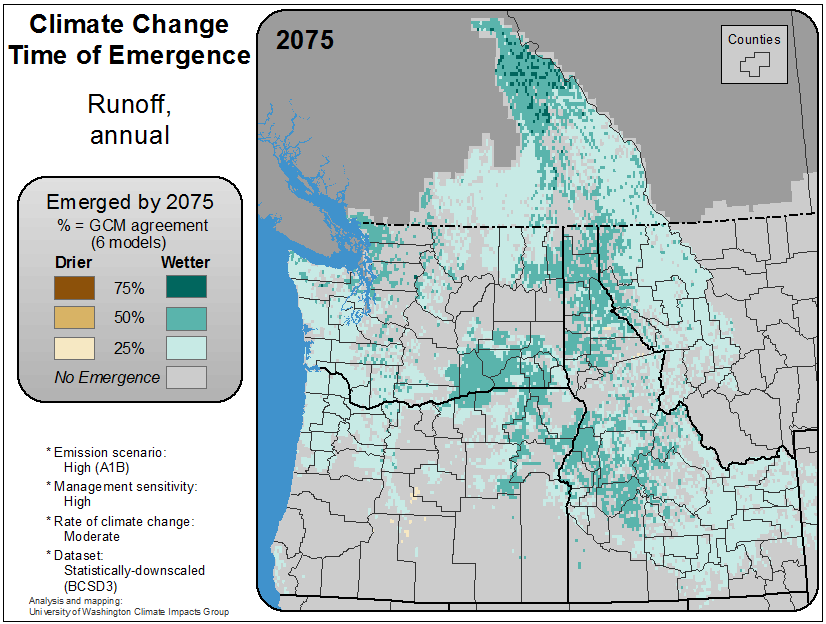 Climate Change
Time of Emergence
Runoff,
annual
Emerged by 2075
% = GCM agreement
(6 models)
Drier Wetter
75%
50%
25%
No Emergence
* Emission scenario:
High (A1B)
* Management sensitivity:
High
* Rate of climate change:
Moderate
* Dataset:
Statistically-downscaled
(BCSD3)
Analysis and mapping:
University of Washington Climate Impacts Group
2075
Counties